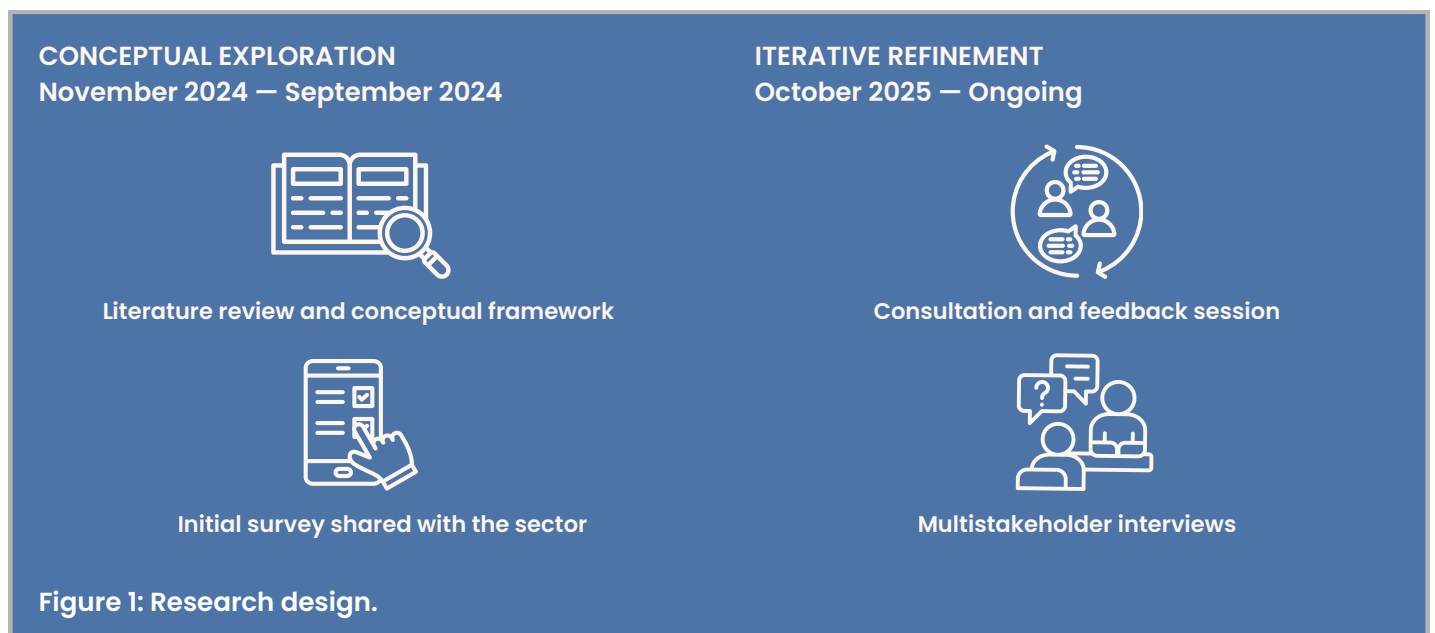 CONCEPTUAL EXPLORATION
November 2024 — September 2024
Literature review and conceptual framework
Initial survey shared with the sector
ITERATIVE REFINEMENT
October 2025 — Ongoing
Consultation and feedback session
?
Multistakeholder interviews
Figure 1: Research design.